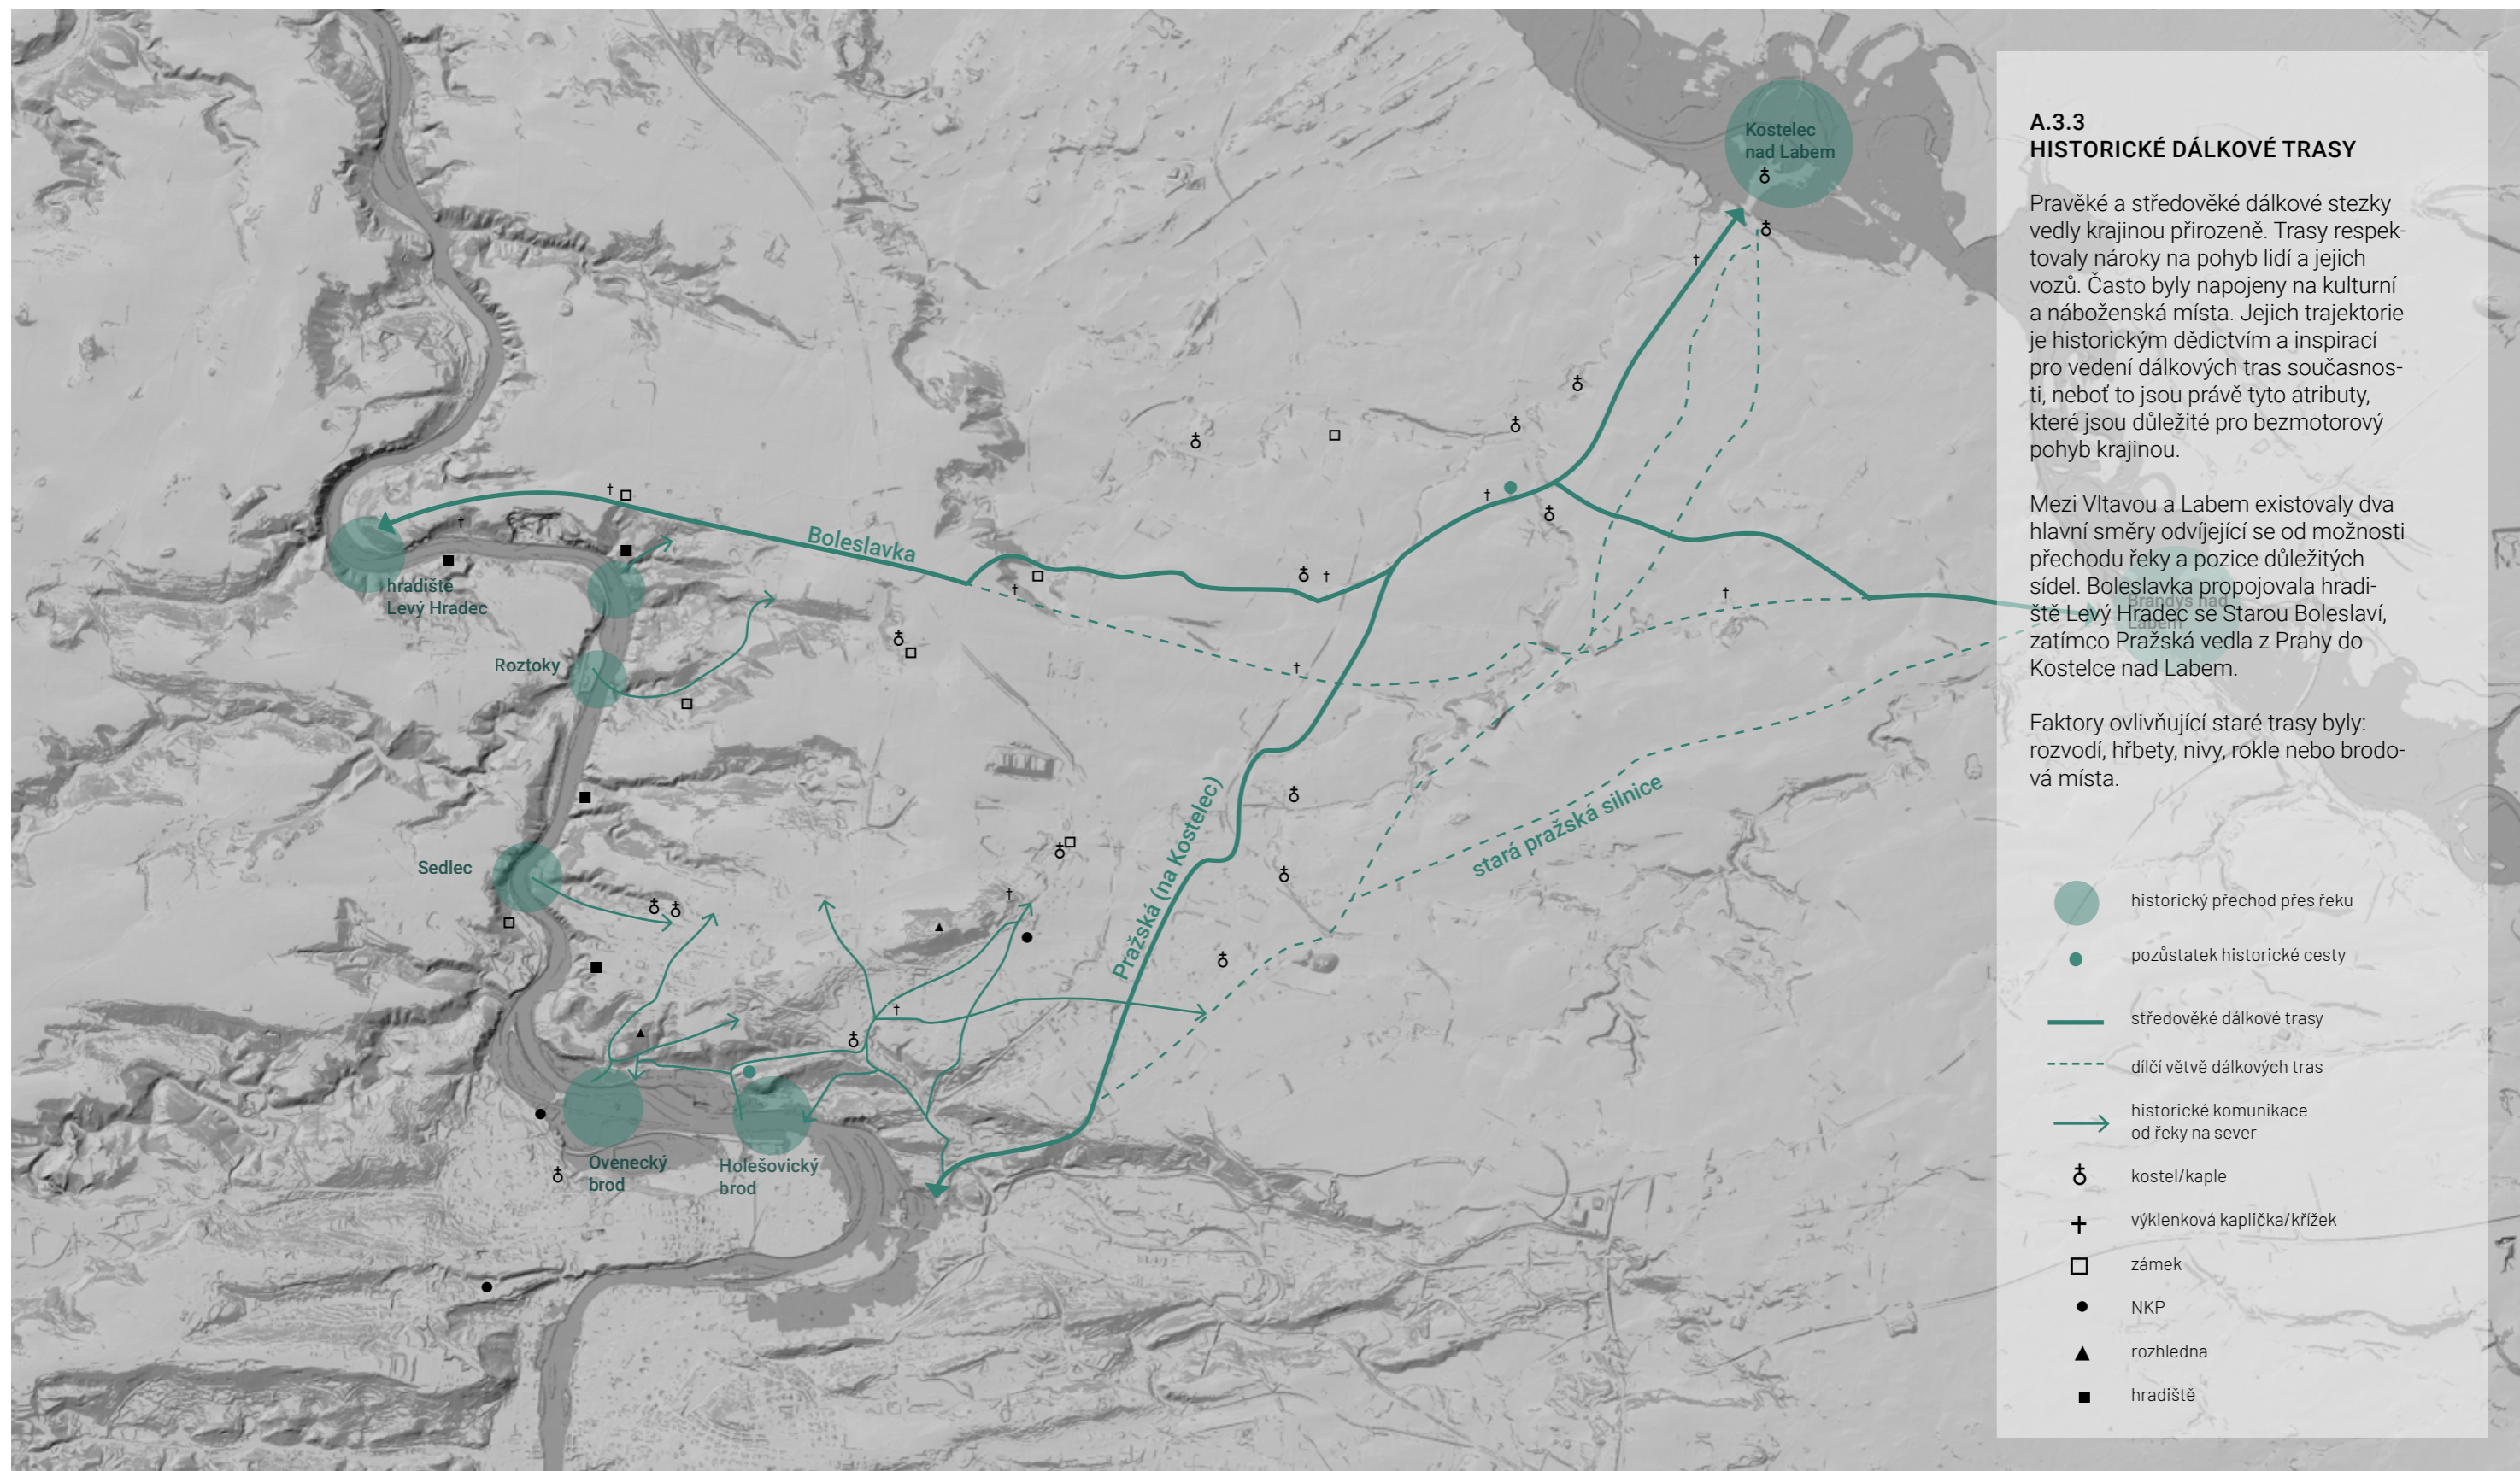 Kostelec
nad Labem
Boleslavka
hradiště
Levý Hradec
Roztoky
Sedlec
Pražská (na Kostelec)
stará pražská silnice
Ovenecký
brod
Holešovický
brod
Brandýs nad
Labem
A.3.3
HISTORICKÉ DÁLKOVÉ TRASY
Pravěké a středověké dálkové stezky
vedly krajinou přirozeně. Trasy respek-
tovaly nároky na pohyb lidí a jejich
vozů. Často byly napojeny na kulturní
a náboženská místa. Jejich trajektorie
je historickým dědictvím a inspirací
pro vedení dálkových tras současnos-
ti, neboť to jsou právě tyto atributy,
které jsou důležité pro bezmotorový
pohyb krajinou.
Mezi Vltavou a Labem existovaly dva
hlavní směry odvíjející se od možnosti
přechodu řeky a pozice důležitých
sídel. Boleslavka propojovala hradi-
ště Levý Hradec se Starou Boleslaví,
zatímco Pražská vedla z Prahy do
Kostelce nad Labem.
Faktory ovlivňující staré trasy byly:
rozvodí, hřbety, nivy, rokle nebo brodo-
vá místa.
historický přechod přes řeku
pozůstatek historické cesty
středověké dálkové trasy
dílčí větvě dálkových tras
historické komunikace
od řeky na sever
kostel/kaple
výklenková kaplička/křížek
zámek
NKP
rozhledna
hradiště